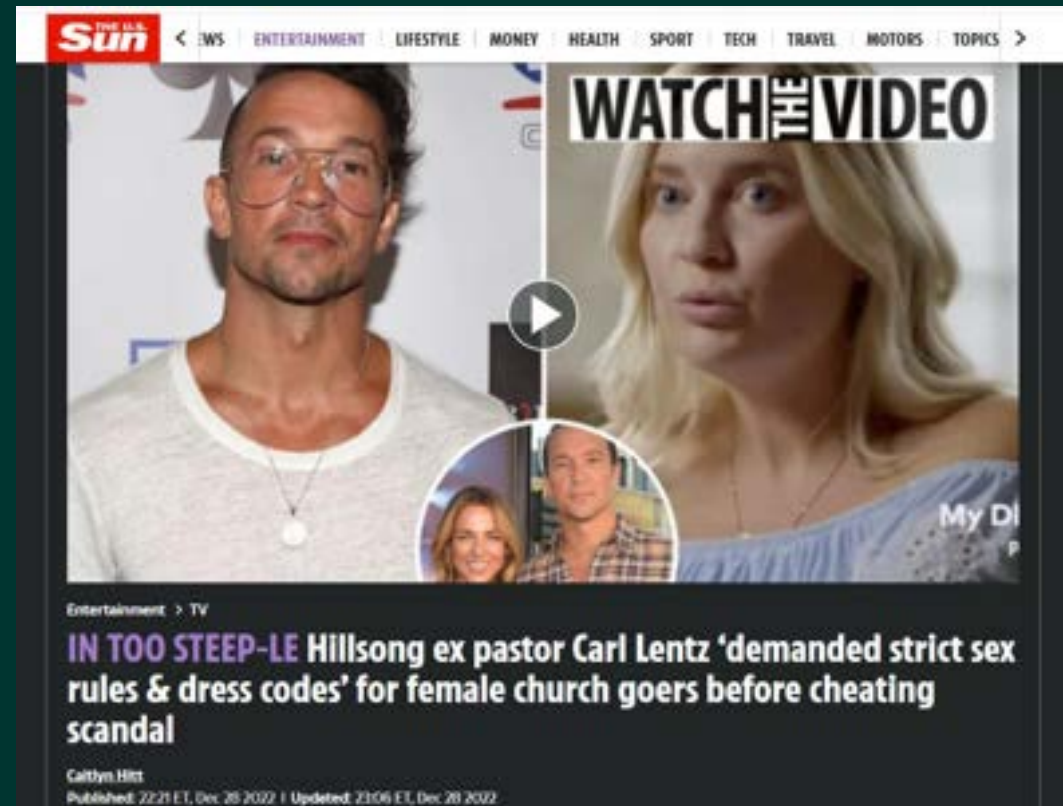 THE U.S.
Sun
< EWS ENTERTAINMENT LIFESTYLE MONEY HEALTH SPORT TECH TRAVEL MOTORS TOPICS >
WATCH THE VIDEO
My D
Entertainment > TV
IN TOO STEEP-LE Hillsong ex pastor Carl Lentz ‘demanded strict sex
rules & dress codes’ for female church goers before cheating
scandal
Caitlyn Hitt
Published: 22:21 ET, Dec 28 2022 | Updated: 23:06 ET, Dec 28 2022